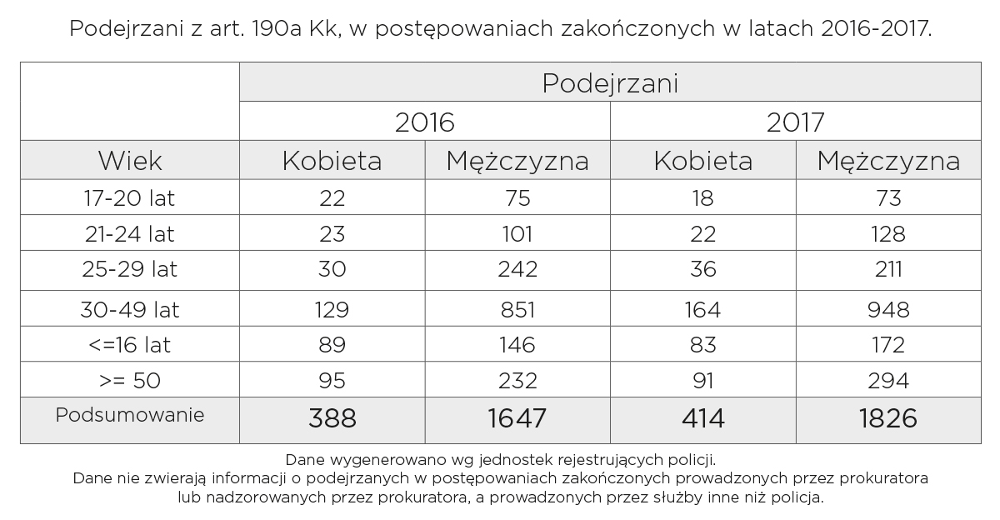 Podejrzani z art. 190a Kk, w postępowaniach zakończonych w latach 2016-2017.
Podejrzani
2016 2017
Wiek Kobieta Mężczyzna Kobieta Mężczyzna
17-20 lat 22 75 18 73
21-24 lat 23 101 22 128
25-29 lat 30 242 36 211
30-49 lat 129 851 164 948
<=16 lat 89 146 83 172
>= 50 95 232 91 294
Podsumowanie 388 1647 414 1826
Dane wygenerowano wg jednostek rejestrujących policji.
Dane nie zwierają informacji o podejrzanych w postępowaniach zakończonych prowadzonych przez prokuratora
lub nadzorowanych przez prokuratora, a prowadzonych przez służby inne niż policja.